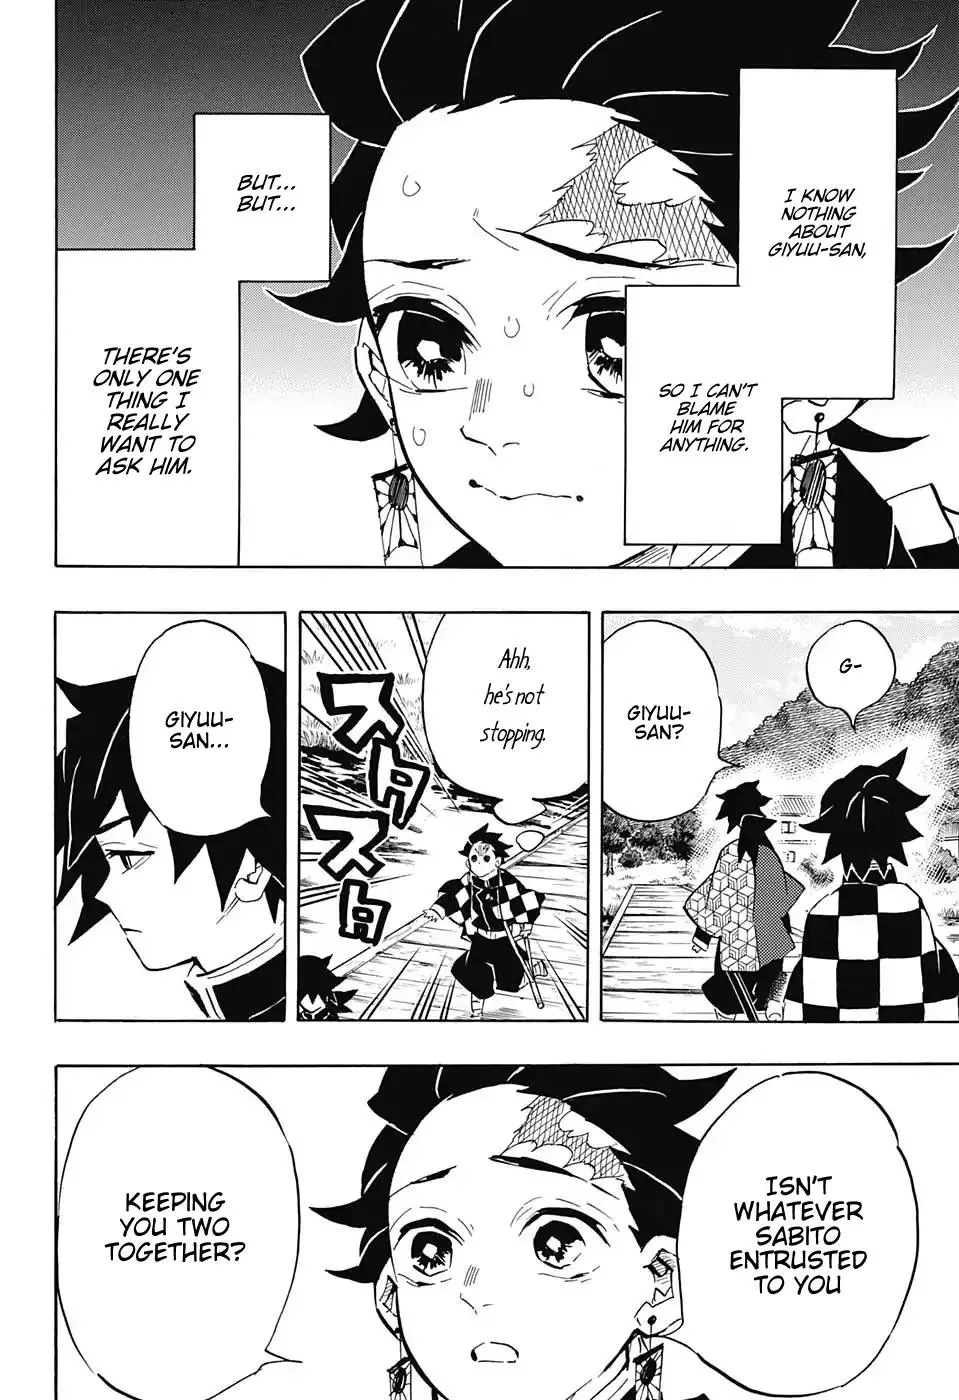 I KNOW
NOTHING
ABOUT
GIYUU-SAN,
SO I CAN'T
BLAME
HIM FOR
ANYTHING.
BUT...
BUT...
THERE'S
ONLY ONE
THING I
REALLY
WANT TO
ASK HIM.
G-
GIYUU-
SAN?
Ahh,
he's not
stopping.
スタ
スタ
GIYUU-
SAN...
ISN'T
WHATEVER
SABITO
ENTRUSTED
TO YOU
KEEPING
YOU TWO
TOGETHER?